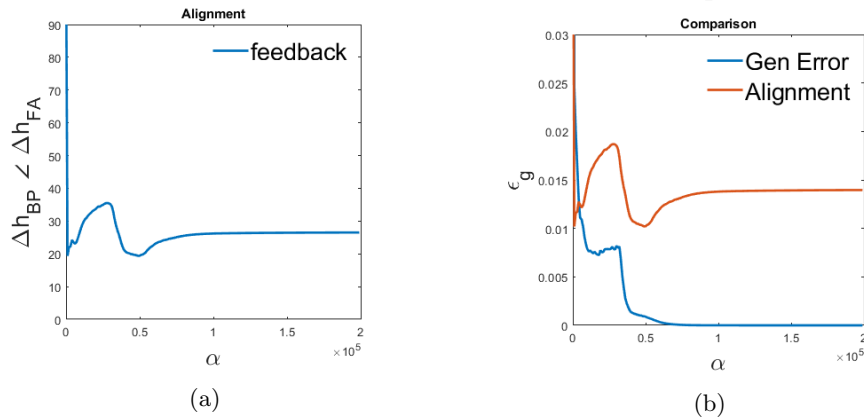 Alignment
feedback
Δh_BP ∠ Δh_FA
90
80
70
60
50
40
30
20
10
0
0 0.5 1 1.5 2
×10^5
α
(a)
Comparison
Gen Error
Alignment
ϵ_g
0.03
0.025
0.02
0.015
0.01
0.005
0
0 0.5 1 1.5 2
×10^5
α
(b)